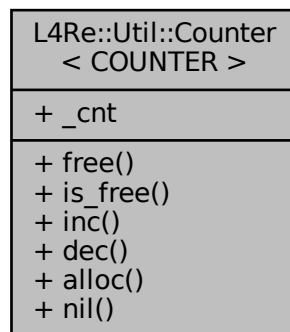 L4Re::Util::Counter
< COUNTER >
+ _cnt
+ free()
+ is_free()
+ inc()
+ dec()
+ alloc()
+ nil()